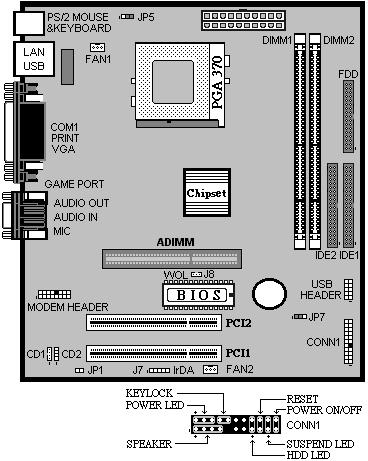 PS/2 MOUSE
&KEYBOARD
JP5
LAN
USB
FAN1
PGA 370
DIMM1
DIMM2
FDD
COM1
PRINT
VGA
GAME PORT
AUDIO OUT
AUDIO IN
MIC
Chipset
ADIMM
IDE2
IDE1
WOL
J8
BIOS
USB
HEADER
MODEM HEADER
PCI2
JP7
CONN1
CD1
CD2
PCI1
JP1
J7
IrDA
FAN2
KEYLOCK
POWER LED
RESET
POWER ON/OFF
CONN1
SPEAKER
SUSPEND LED
HDD LED